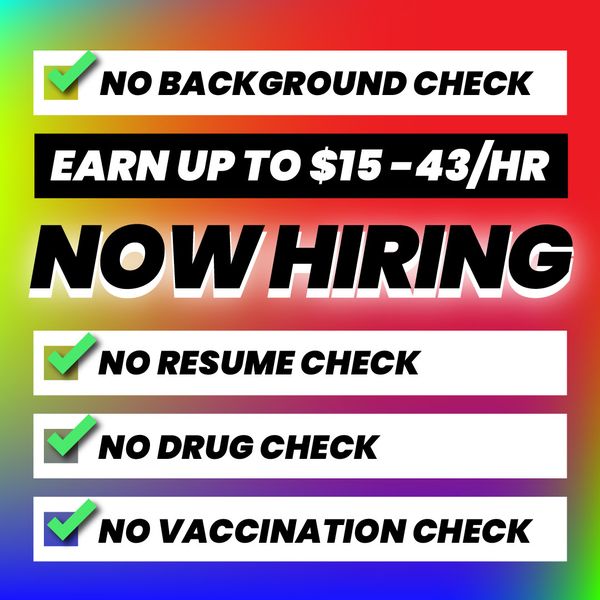 NO BACKGROUND CHECK
EARN UP TO $15 - 43/HR
NOW HIRING
NO RESUME CHECK
NO DRUG CHECK
NO VACCINATION CHECK